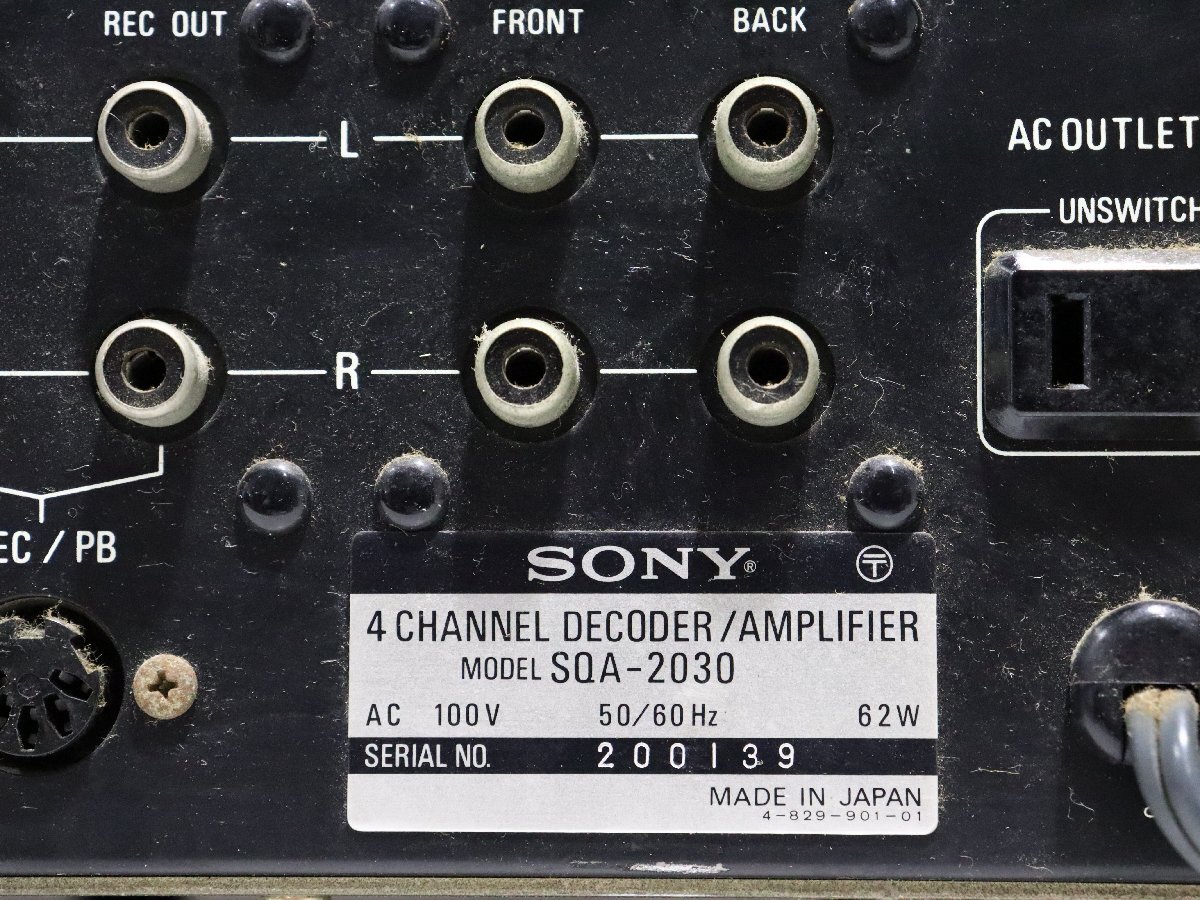 REC OUT FRONT BACK
L
AC OUTLET
UNSWITCH
R
EC / PB
SONY® 〒
4 CHANNEL DECODER/AMPLIFIER
MODEL SQA-2030
AC 100V 50/60Hz 62W
SERIAL NO. 200139
MADE IN JAPAN
4-829-901-01